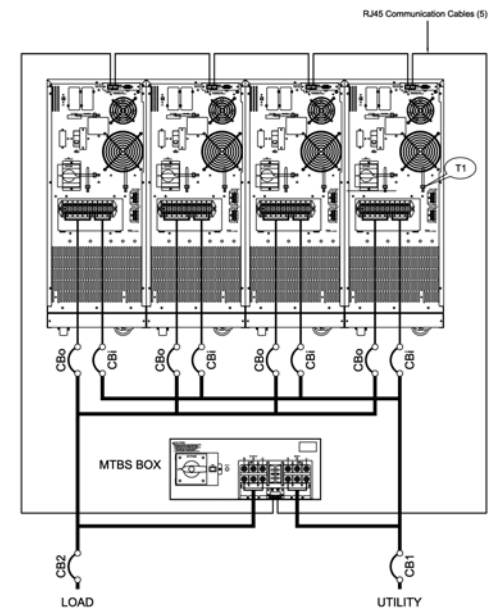 RJ45 Communication Cables (5)
T1
CBo
CBi
CBo
CBi
CBo
CBi
CBo
CBi
MTBS BOX
CB2
CB1
LOAD
UTILITY